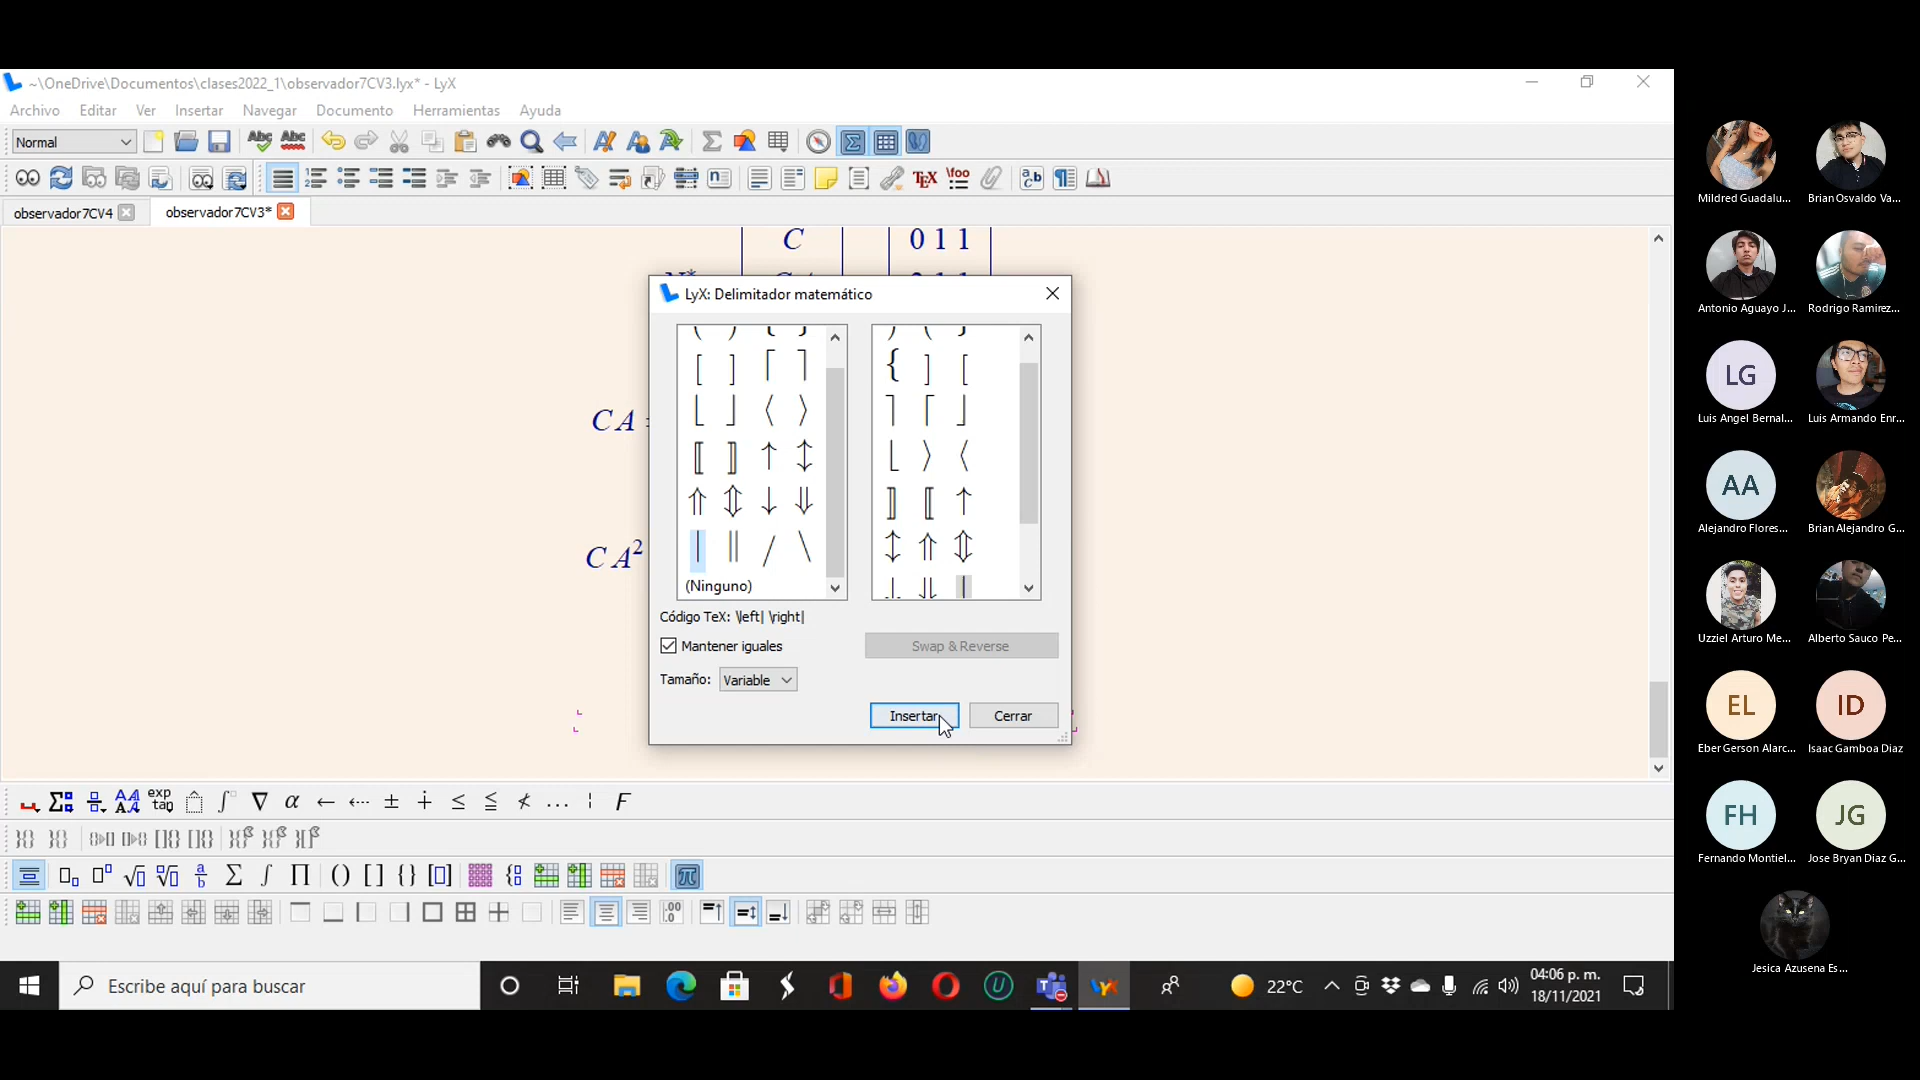 ~\OneDrive\Documentos\clases2022_1\observador7CV3.lyx* - LyX
Archivo Editar Ver Insertar Navegar Documento Herramientas Ayuda
Normal
observador7CV4
observador7CV3*
C 0 1 1
LyX: Delimitador matemático
C A =
C A²
(Ninguno)
Código TeX: \left| \right|
Mantener iguales
Swap & Reverse
Tamaño: Variable
Insertar Cerrar
exp
tap
Escribe aquí para buscar
22°C
04:06 p. m.
18/11/2021
Mildred Guadalu... Brian Osvaldo Va...
Antonio Aguayo J... Rodrigo Ramirez...
LG
Luis Angel Bernal... Luis Armando Enr...
AA
Alejandro Flores... Brian Alejandro G...
Uzziel Arturo Me... Alberto Sauco Pe...
EL ID
Eber Gerson Alarc... Isaac Gamboa Diaz
FH JG
Fernando Montiel... Jose Bryan Diaz G...
Jesica Azusena Es...